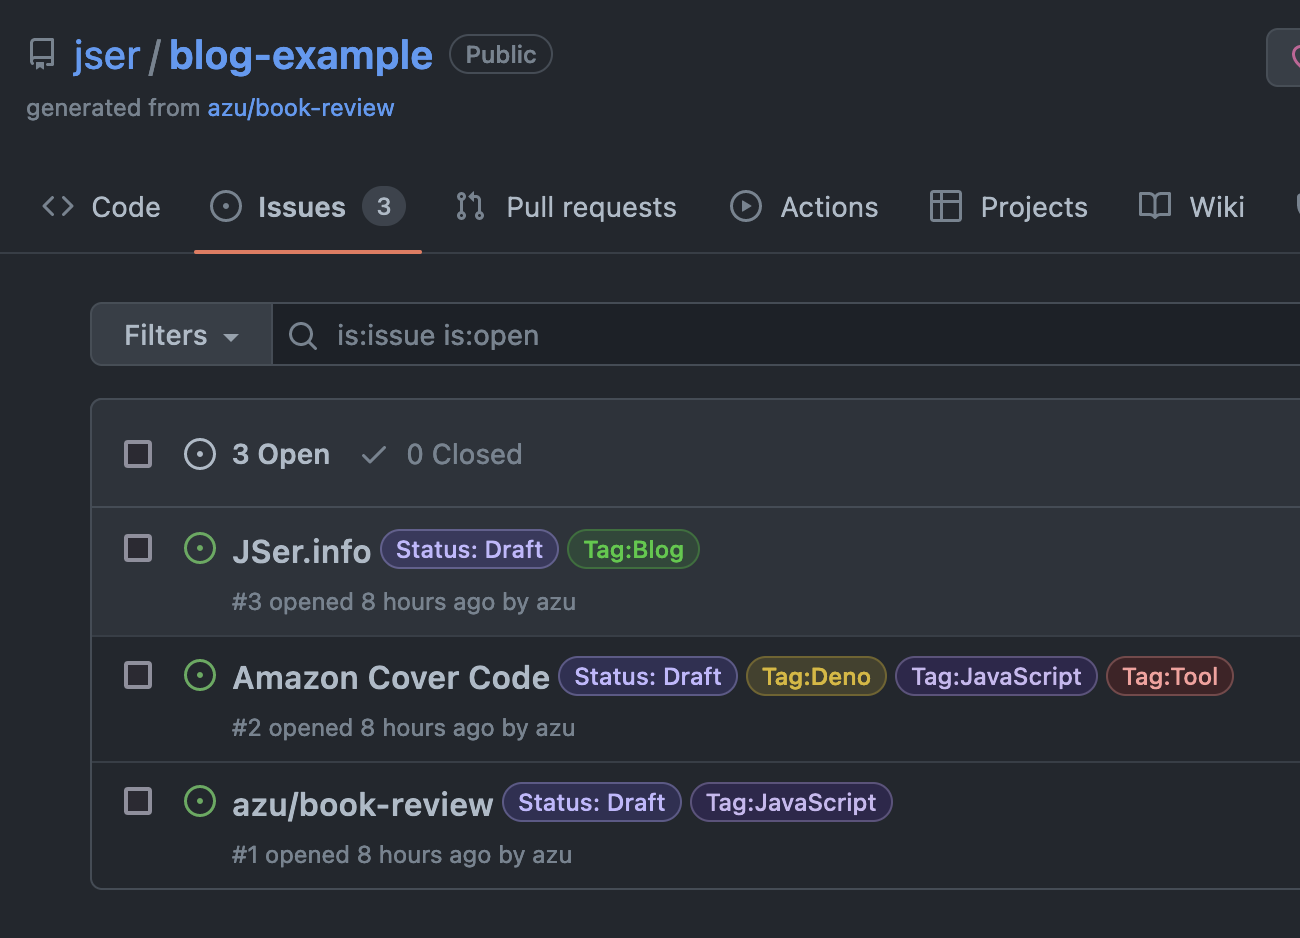 jser / blog-example Public
generated from azu/book-review
Code Issues 3 Pull requests Actions Projects Wiki
Filters is:issue is:open
3 Open 0 Closed
JSer.info Status: Draft Tag:Blog
#3 opened 8 hours ago by azu
Amazon Cover Code Status: Draft Tag:Deno Tag:JavaScript Tag:Tool
#2 opened 8 hours ago by azu
azu/book-review Status: Draft Tag:JavaScript
#1 opened 8 hours ago by azu